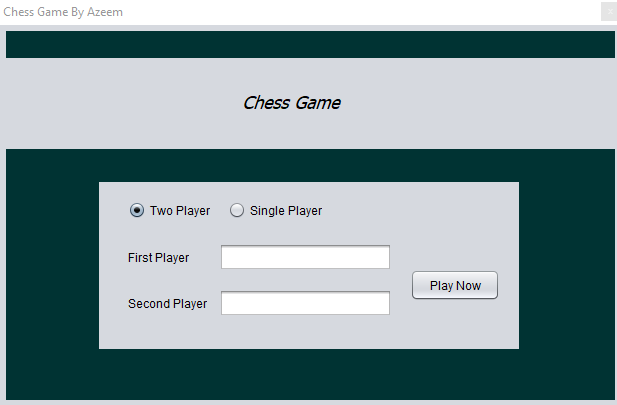 Chess Game By Azeem
Chess Game
Two Player Single Player
First Player
Play Now
Second Player